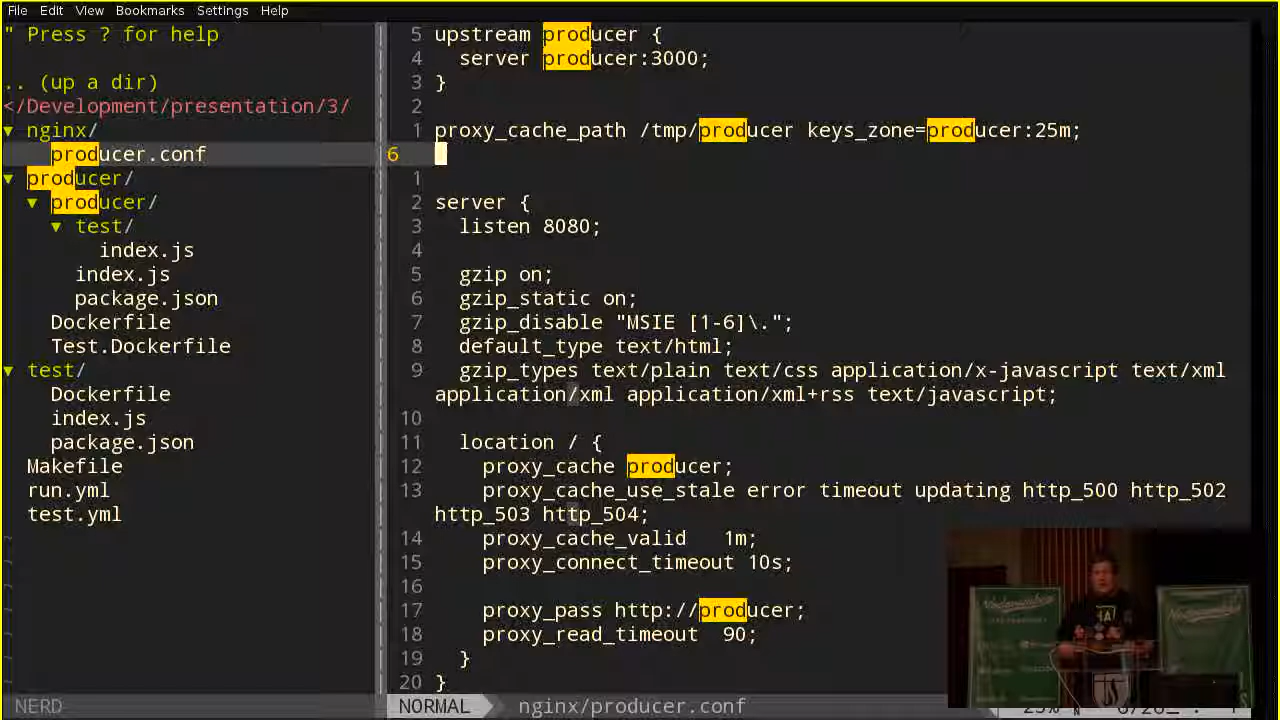 File Edit View Bookmarks Settings Help
" Press ? for help
.. (up a dir)
</Development/presentation/3/
▼ nginx/
producer.conf
▼ producer/
▼ producer/
▼ test/
index.js
index.js
package.json
Dockerfile
Test.Dockerfile
▼ test/
Dockerfile
index.js
package.json
Makefile
run.yml
test.yml
~
~
~
~
~
~
~
NERD
5 upstream producer {
4 server producer:3000;
3 }
2
1 proxy_cache_path /tmp/producer keys_zone=producer:25m;
6
1
2 server {
3 listen 8080;
4
5 gzip on;
6 gzip_static on;
7 gzip_disable "MSIE [1-6]\.";
8 default_type text/html;
9 gzip_types text/plain text/css application/x-javascript text/xml
application/xml application/xml+rss text/javascript;
10
11 location / {
12 proxy_cache producer;
13 proxy_cache_use_stale error timeout updating http_500 http_502
http_503 http_504;
14 proxy_cache_valid 1m;
15 proxy_connect_timeout 10s;
16
17 proxy_pass http://producer;
18 proxy_read_timeout 90;
19 }
20 }
NORMAL nginx/producer.conf